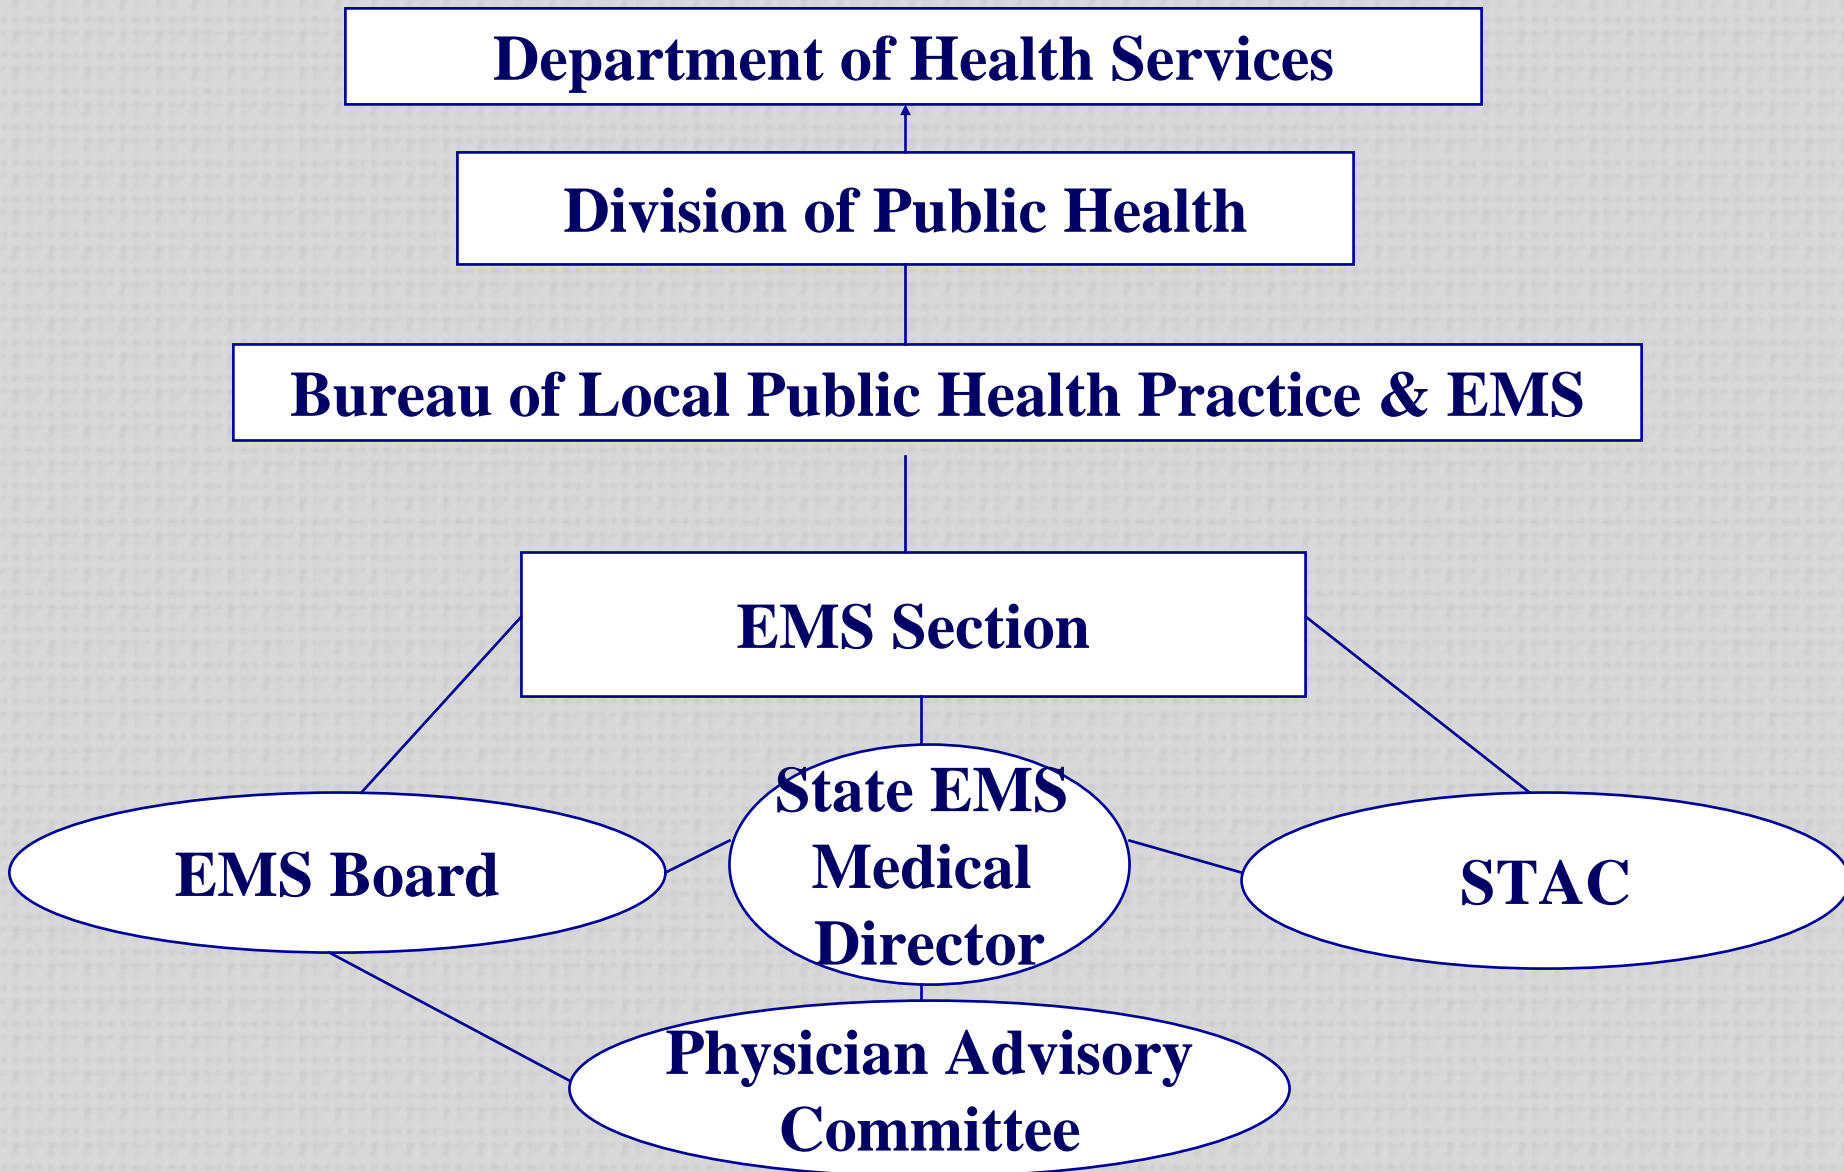 Department of Health Services
Division of Public Health
Bureau of Local Public Health Practice & EMS
EMS Section
State EMS
Medical
Director
EMS Board
STAC
Physician Advisory
Committee